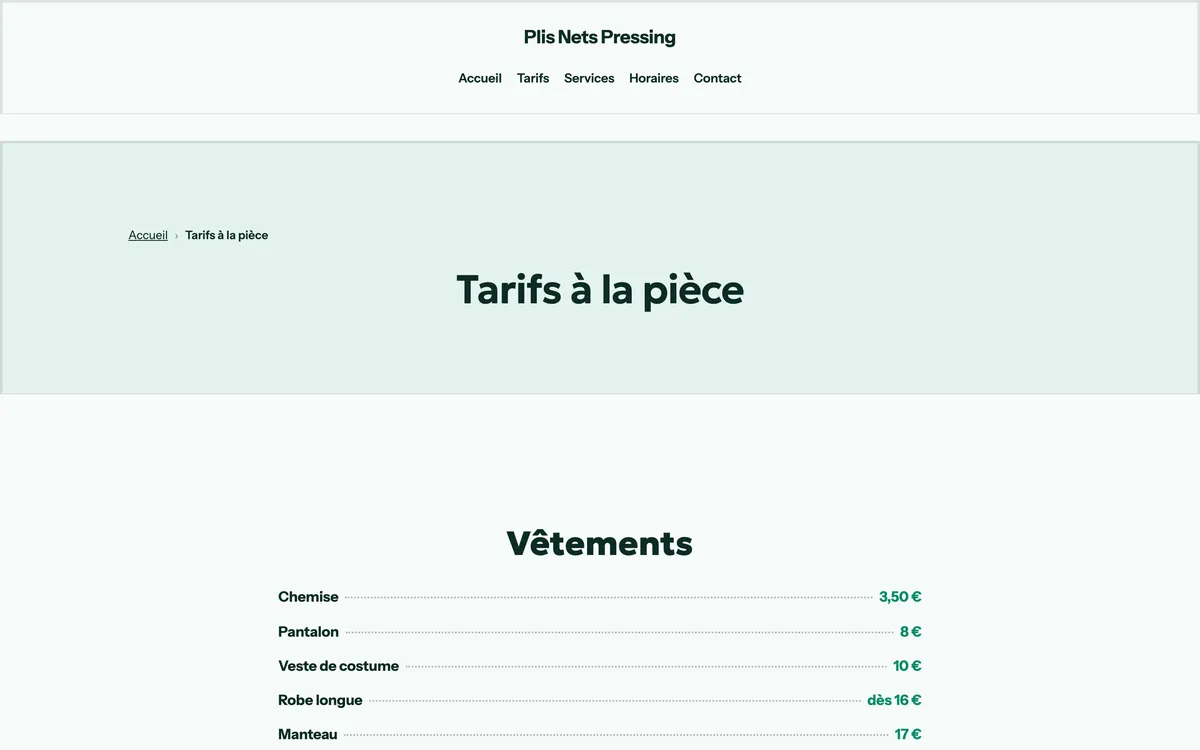 Plis Nets Pressing
Accueil Tarifs Services Horaires Contact
Accueil › Tarifs à la pièce
Tarifs à la pièce
Vêtements
Chemise 3,50 €
Pantalon 8 €
Veste de costume 10 €
Robe longue dès 16 €
Manteau 17 €